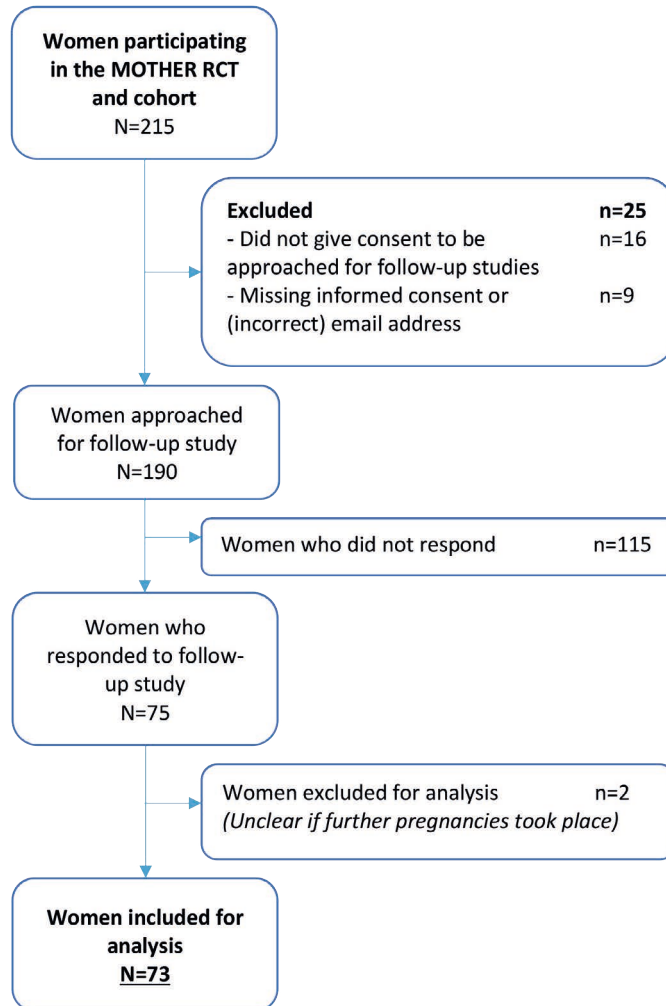 Women participating
in the MOTHER RCT
and cohort
N=215
Excluded n=25
- Did not give consent to be n=16
approached for follow-up studies
- Missing informed consent or n=9
(incorrect) email address
Women approached
for follow-up study
N=190
Women who did not respond n=115
Women who
responded to follow-
up study
N=75
Women excluded for analysis n=2
(Unclear if further pregnancies took place)
Women included for
analysis
N=73